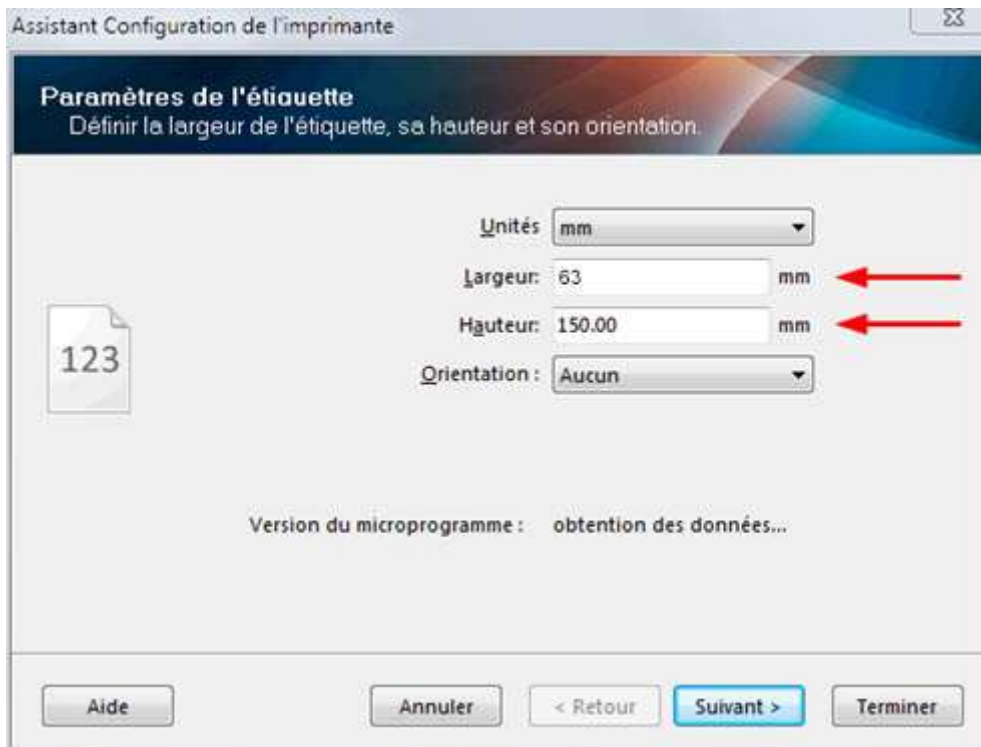 Assistant Configuration de l'imprimante
Paramètres de l'étiquette
Définir la largeur de l'étiquette, sa hauteur et son orientation.
Unités mm
Largeur: 63 mm
Hauteur: 150.00 mm
123
Orientation : Aucun
Version du microprogramme : obtention des données...
Aide Annuler < Retour Suivant > Terminer